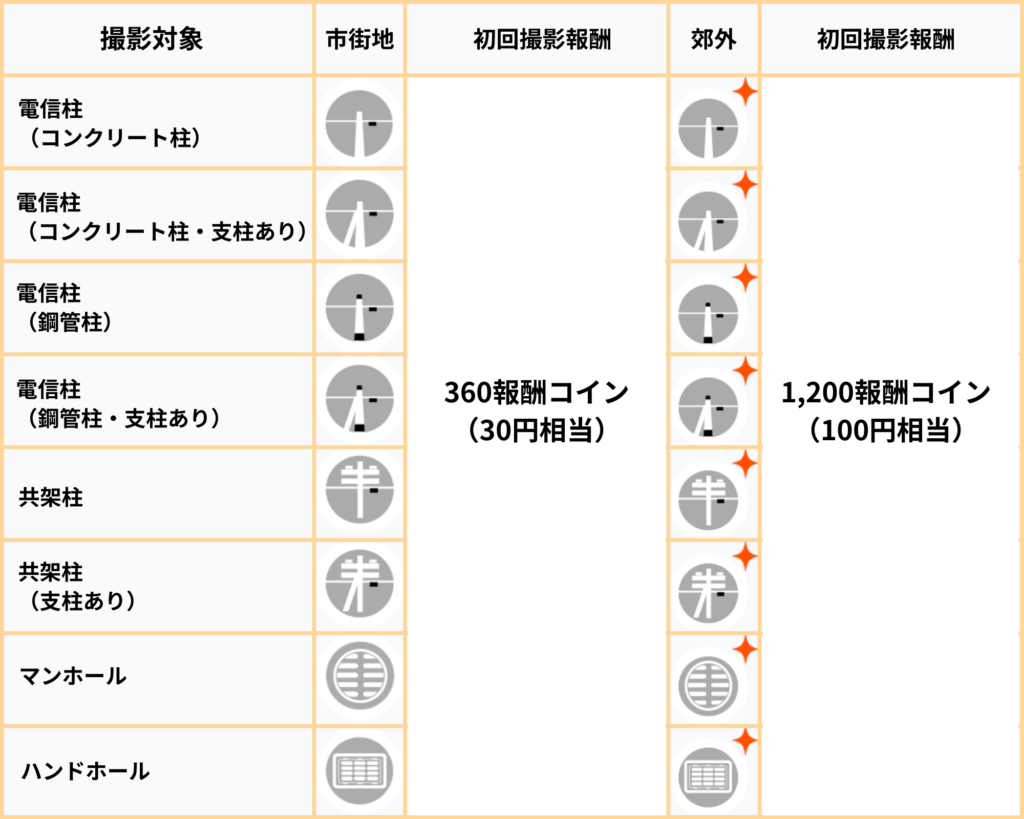 撮影対象
市街地
初回撮影報酬
郊外
初回撮影報酬
電信柱
（コンクリート柱）
電信柱
（コンクリート柱・支柱あり）
電信柱
（鋼管柱）
電信柱
（鋼管柱・支柱あり）
360報酬コイン
（30円相当）
1,200報酬コイン
（100円相当）
共架柱
共架柱
（支柱あり）
マンホール
ハンドホール